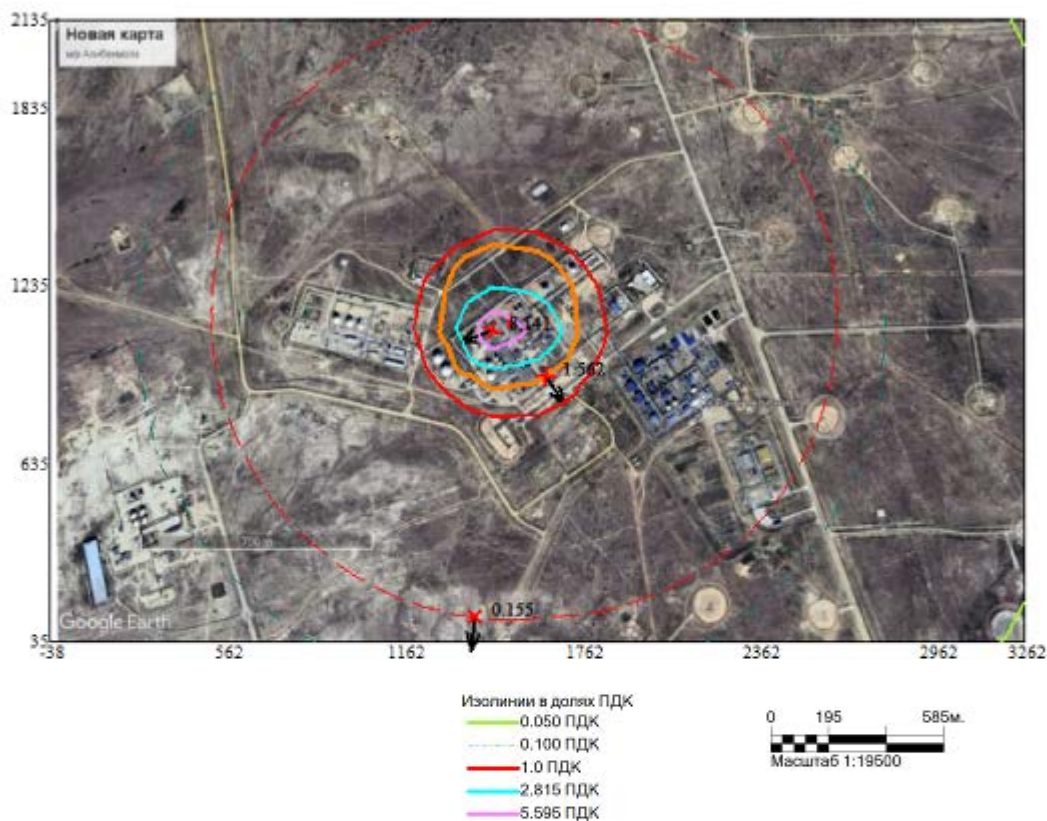 2135
Новая карта
м/р Алибекмола
1835
1235
1.562
635
0.155
Google Earth
35
-38 562 1162 1762 2362 2962 3262
Изолинии в долях ПДК
0.050 ПДК
0.100 ПДК
1.0 ПДК
2.815 ПДК
5.595 ПДК
0 195 585м.
Масштаб 1:19500